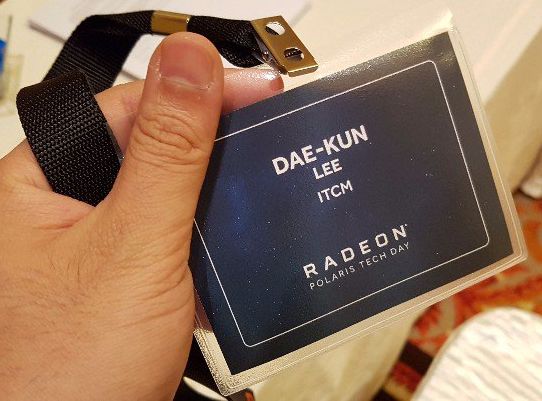 DAE-KUN
LEE
ITCM
RADEON
POLARIS TECH DAY